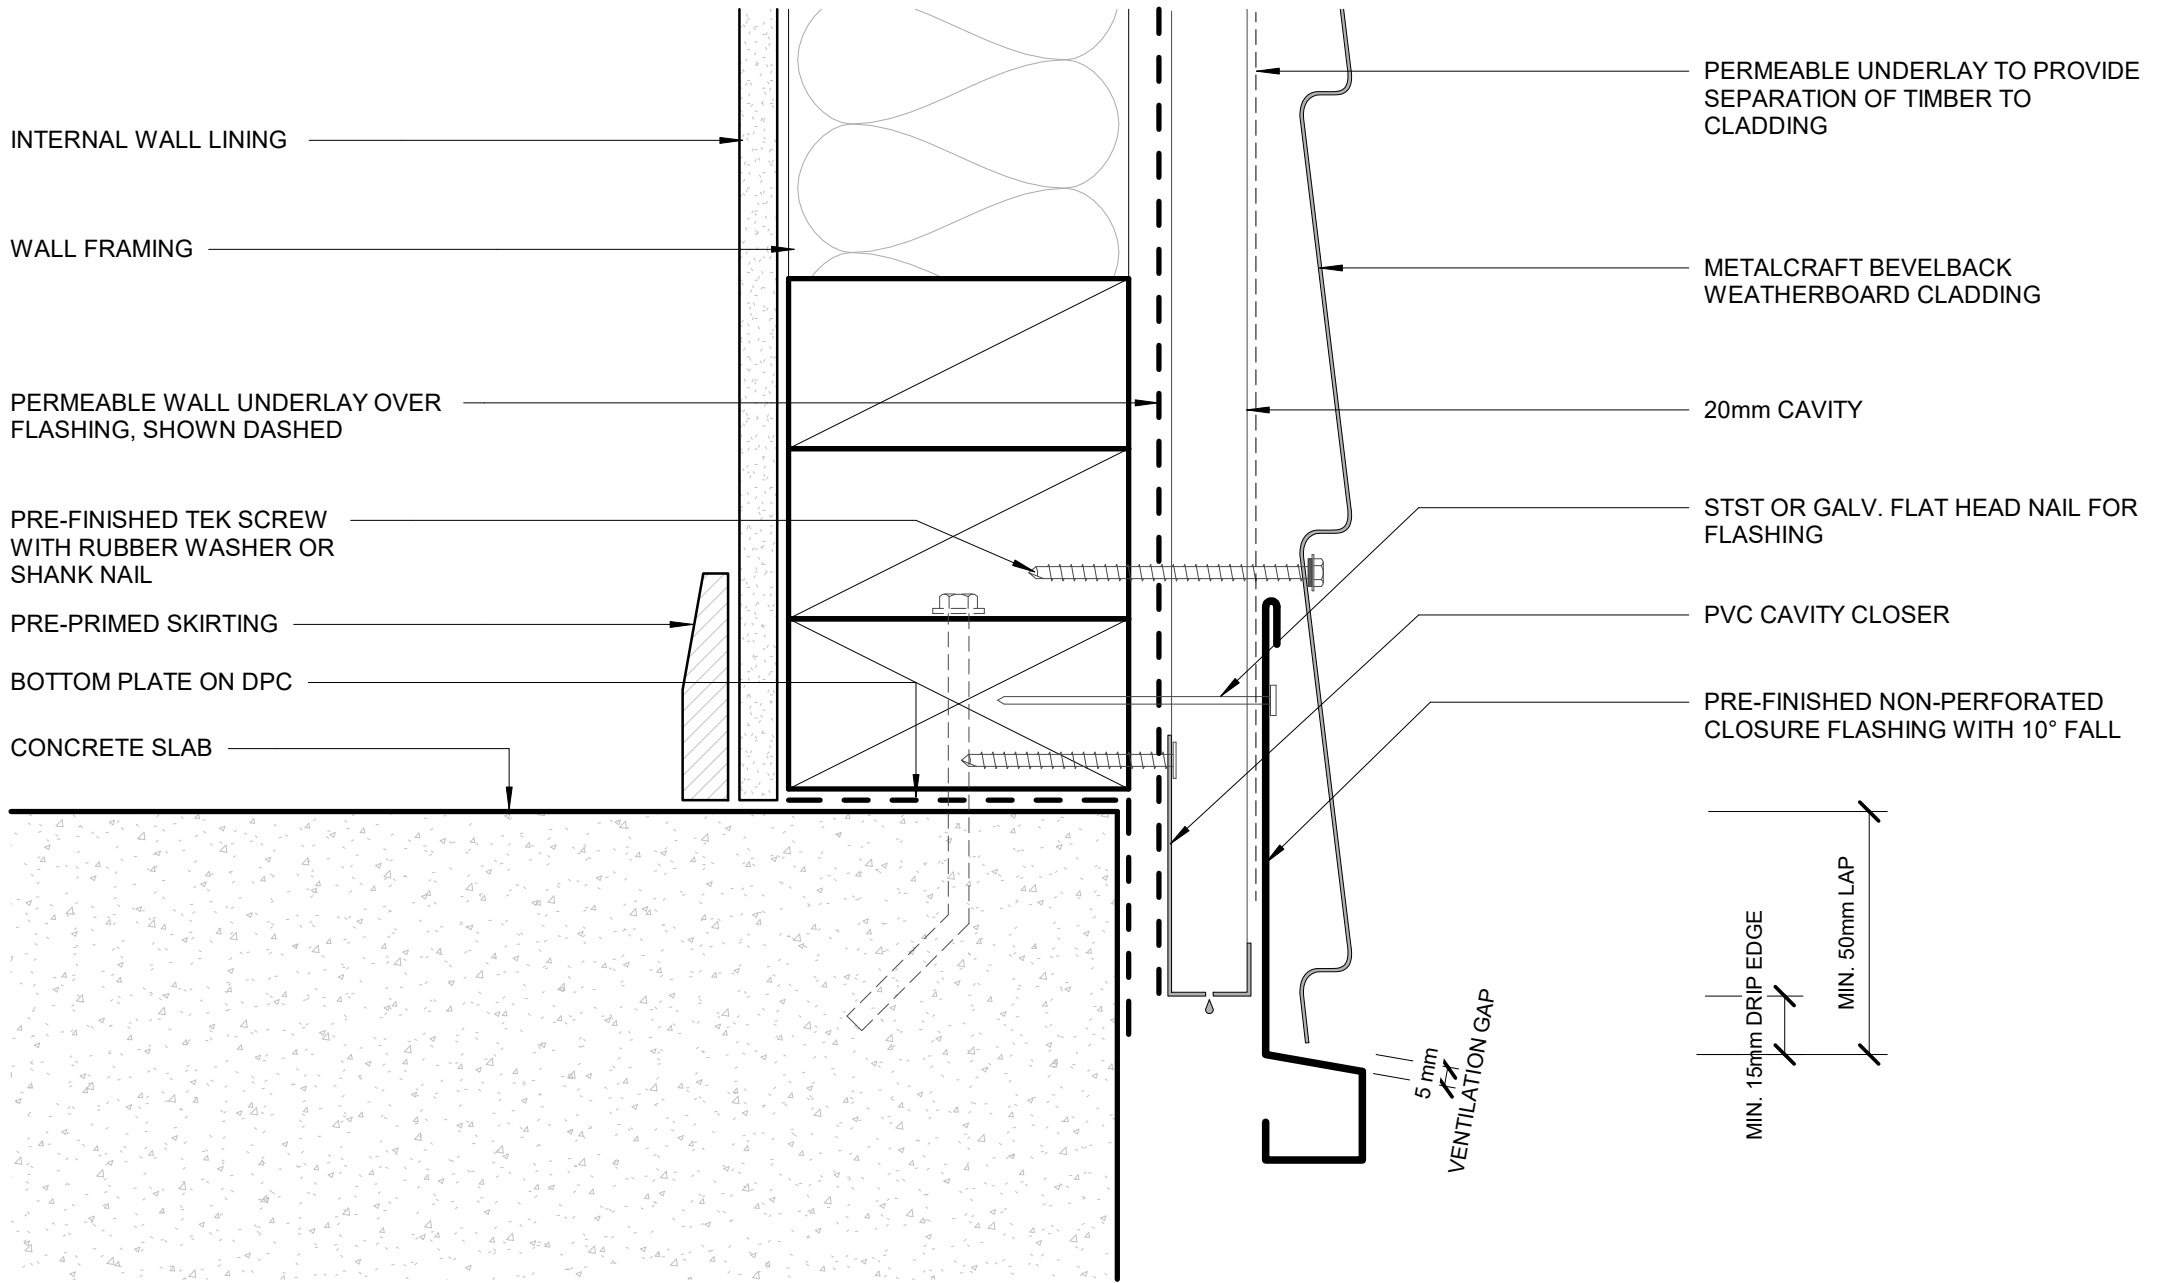 INTERNAL WALL LINING
WALL FRAMING
PERMEABLE WALL UNDERLAY OVER
FLASHING, SHOWN DASHED
PRE-FINISHED TEK SCREW
WITH RUBBER WASHER OR
SHANK NAIL
PRE-PRIMED SKIRTING
BOTTOM PLATE ON DPC
CONCRETE SLAB
PERMEABLE UNDERLAY TO PROVIDE
SEPARATION OF TIMBER TO
CLADDING
METALCRAFT BEVELBACK
WEATHERBOARD CLADDING
20mm CAVITY
STST OR GALV. FLAT HEAD NAIL FOR
FLASHING
PVC CAVITY CLOSER
PRE-FINISHED NON-PERFORATED
CLOSURE FLASHING WITH 10° FALL
5 mm
VENTILATION GAP
MIN. 15mm DRIP EDGE
MIN. 50mm LAP